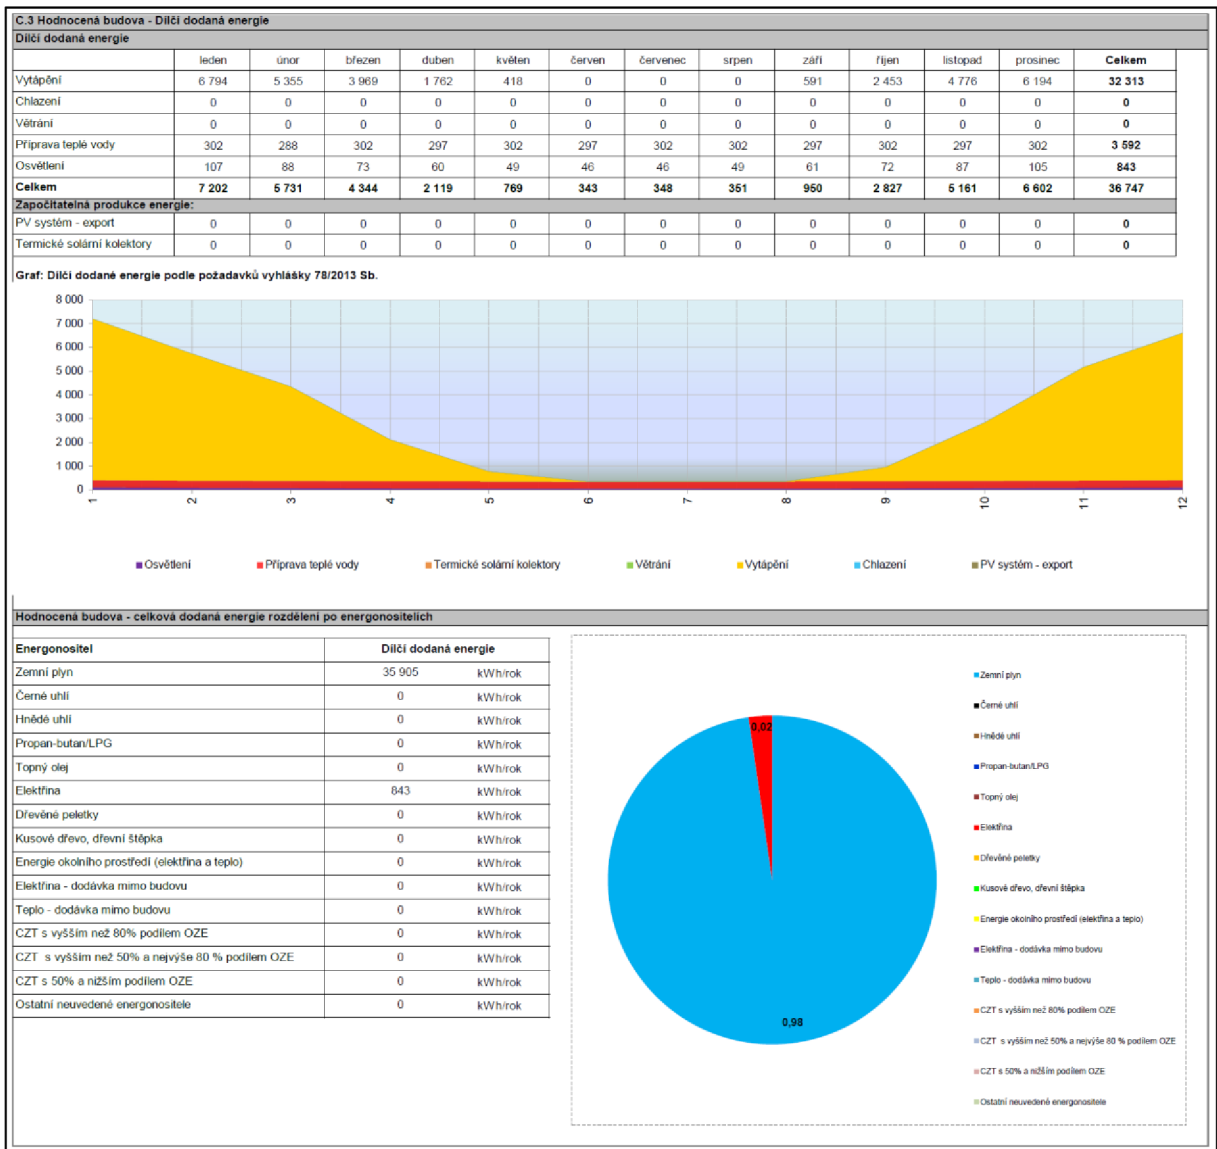 C.3 Hodnocená budova - Dílčí dodaná energie
Dílčí dodaná energie
leden únor březen duben květen červen červenec srpen září říjen listopad prosinec Celkem
Vytápění 6 794 5 355 3 969 1 762 418 0 0 0 591 2 453 4 776 6 194 32 313
Chlazení 0 0 0 0 0 0 0 0 0 0 0 0 0
Větrání 0 0 0 0 0 0 0 0 0 0 0 0 0
Příprava teplé vody 302 288 302 297 302 297 302 302 297 302 297 302 3 592
Osvětlení 107 88 73 60 49 46 46 49 61 72 87 105 843
Celkem 7 202 5 731 4 344 2 119 769 343 348 351 950 2 827 5 161 6 602 36 747
Započitatelná produkce energie:
PV systém - export 0 0 0 0 0 0 0 0 0 0 0 0 0
Termické solární kolektory 0 0 0 0 0 0 0 0 0 0 0 0 0
Graf: Dílčí dodané energie podle požadavků vyhlášky 78/2013 Sb.
8 000
7 000
6 000
5 000
4 000
3 000
2 000
1 000
0
1 2 3 4 5 6 7 8 9 10 11 12
Osvětlení Příprava teplé vody Termické solární kolektory Větrání Vytápění Chlazení PV systém - export
Hodnocená budova - celková dodaná energie rozdělení po energonositelích
Energonositel Dílčí dodaná energie
Zemní plyn 35 905 kWh/rok
Černé uhlí 0 kWh/rok
Hnědé uhlí 0 kWh/rok
Propan-butan/LPG 0 kWh/rok
Topný olej 0 kWh/rok
Elektřina 843 kWh/rok
Dřevěné peletky 0 kWh/rok
Kusové dřevo, dřevní štěpka 0 kWh/rok
Energie okolního prostředí (elektřina a teplo) 0 kWh/rok
Elektřina - dodávka mimo budovu 0 kWh/rok
Teplo - dodávka mimo budovu 0 kWh/rok
CZT s vyšším než 80% podílem OZE 0 kWh/rok
CZT s vyšším než 50% a nejvýše 80 % podílem OZE 0 kWh/rok
CZT s 50% a nižším podílem OZE 0 kWh/rok
Ostatní neuvedené energonositele 0 kWh/rok
0,02
0,98
Zemní plyn
Černé uhlí
Hnědé uhlí
Propan-butan/LPG
Topný olej
Elektřina
Dřevěné peletky
Kusové dřevo, dřevní štěpka
Energie okolního prostředí (elektřina a teplo)
Elektřina - dodávka mimo budovu
Teplo - dodávka mimo budovu
CZT s vyšším než 80% podílem OZE
CZT s vyšším než 50% a nejvýše 80 % podílem OZE
CZT s 50% a nižším podílem OZE
Ostatní neuvedené energonositele